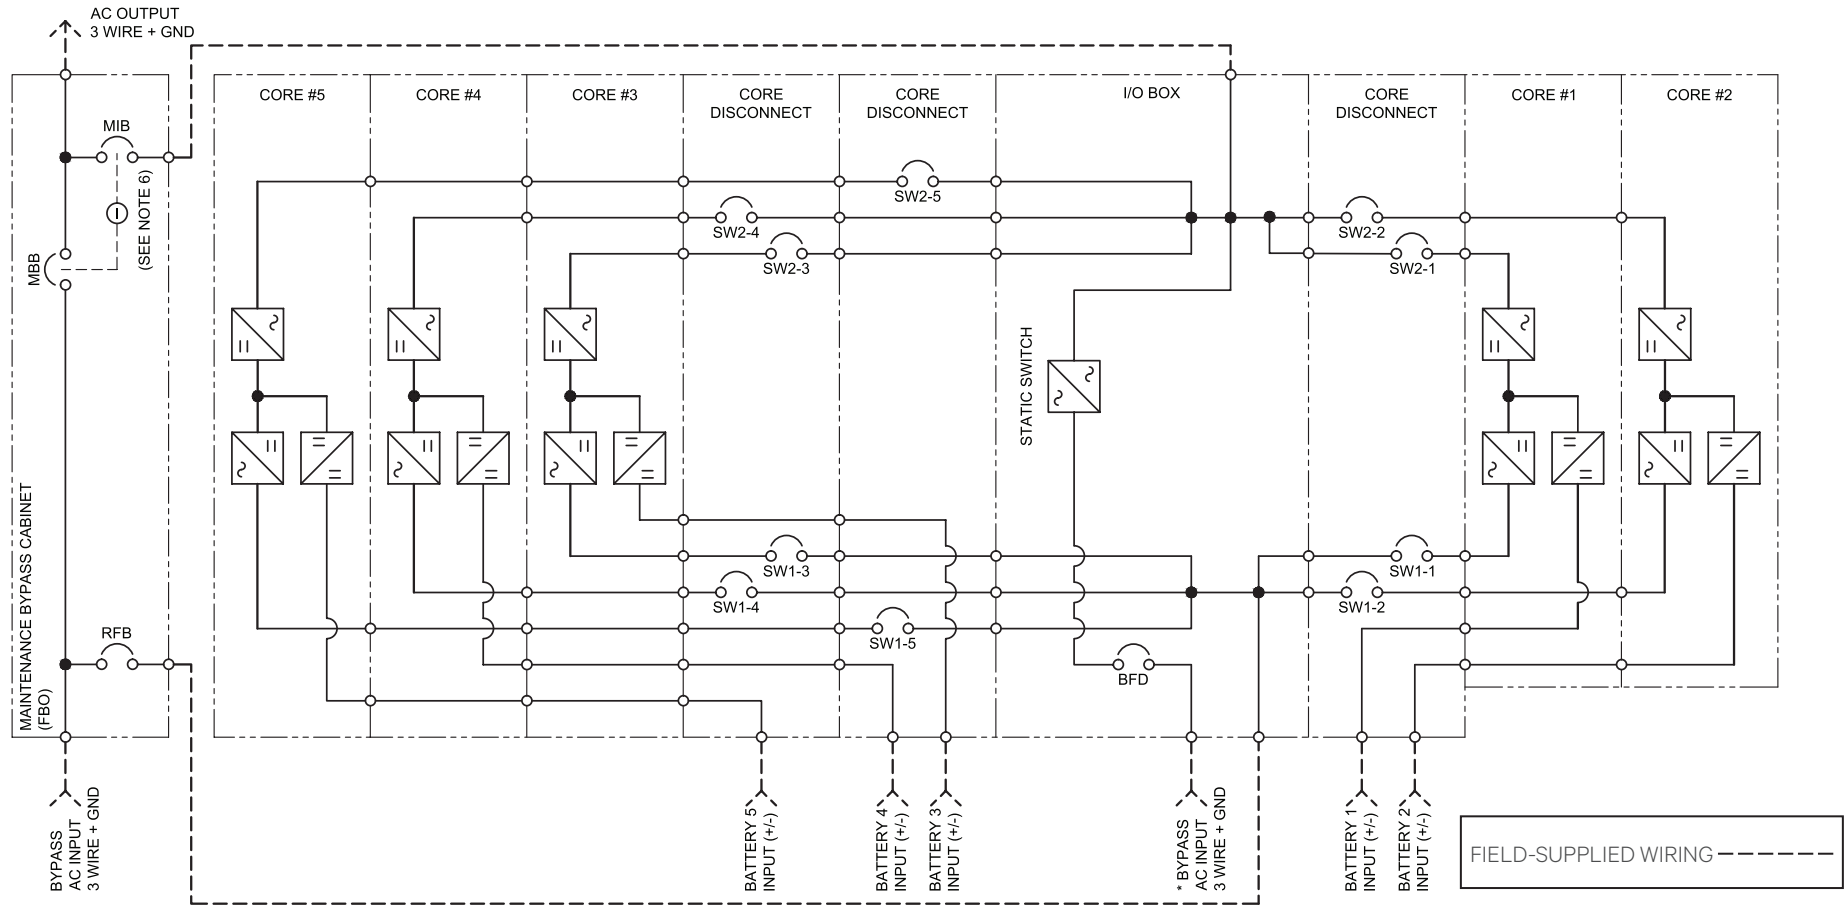 AC OUTPUT
3 WIRE + GND
CORE #5
CORE #4
CORE #3
CORE
DISCONNECT
CORE
DISCONNECT
I/O BOX
CORE
DISCONNECT
CORE #1
CORE #2
MIB
(SEE NOTE 6)
I
MBB
SW2-5
SW2-4
SW2-3
SW2-2
SW2-1
STATIC SWITCH
MAINTENANCE BYPASS CABINET
(FBO)
RFB
SW1-3
SW1-4
SW1-5
SW1-1
SW1-2
BFD
BYPASS
AC INPUT
3 WIRE + GND
BATTERY 5
INPUT (+/-)
BATTERY 4
INPUT (+/-)
BATTERY 3
INPUT (+/-)
* BYPASS
AC INPUT
3 WIRE + GND
BATTERY 1
INPUT (+/-)
BATTERY 2
INPUT (+/-)
FIELD-SUPPLIED WIRING